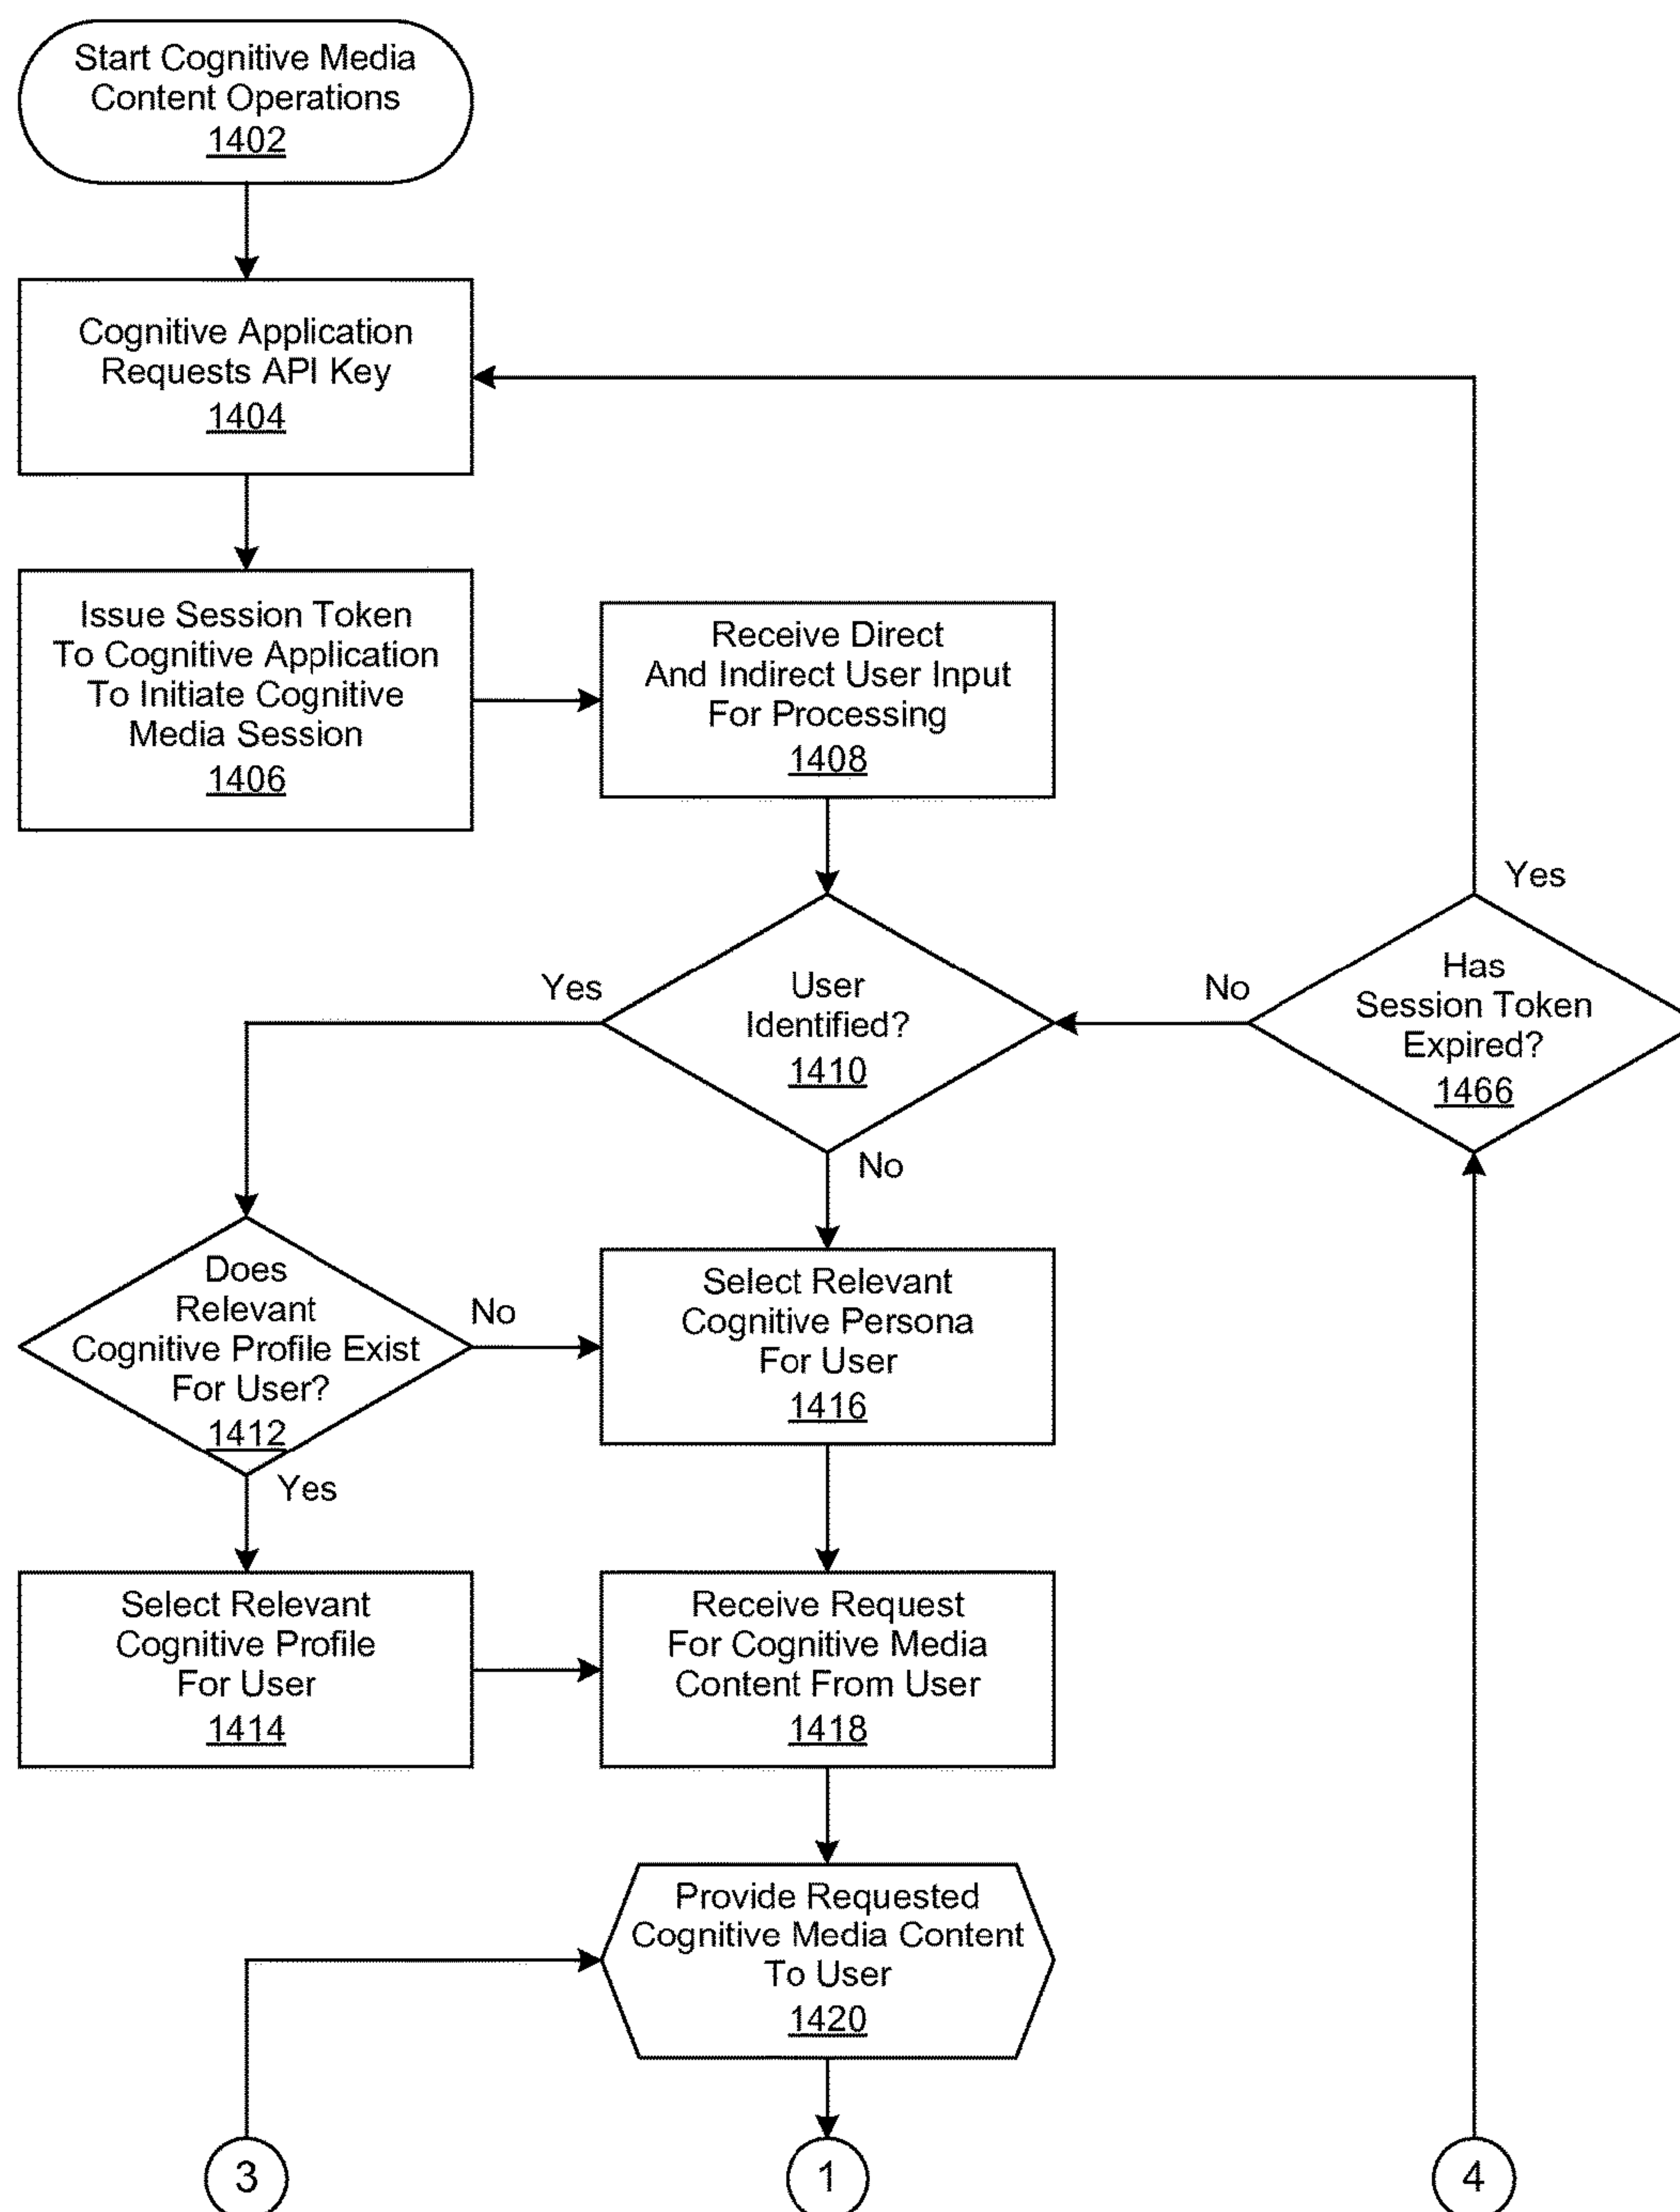 Start Cognitive Media
Content Operations
1402
Cognitive Application
Requests API Key
1404
Issue Session Token
To Cognitive Application
To Initiate Cognitive
Media Session
1406
Receive Direct
And Indirect User Input
For Processing
1408
Yes
User
Identified?
1410
No
No
Has
Session Token
Expired?
1466
Yes
Does
Relevant
Cognitive Profile Exist
For User?
1412
No
Yes
Select Relevant
Cognitive Persona
For User
1416
Select Relevant
Cognitive Profile
For User
1414
Receive Request
For Cognitive Media
Content From User
1418
Provide Requested
Cognitive Media Content
To User
1420
3
1
4